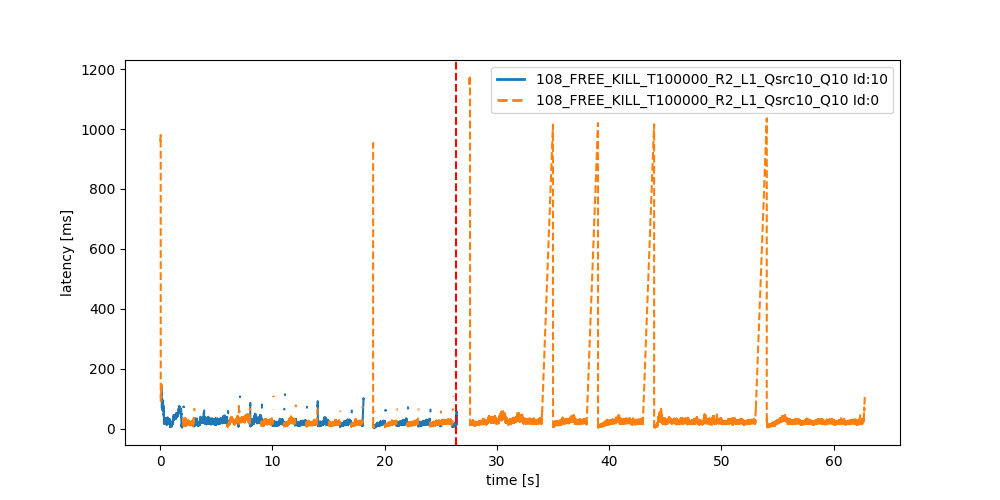 108_FREE_KILL_T100000_R2_L1_Qsrc10_Q10 Id:10
108_FREE_KILL_T100000_R2_L1_Qsrc10_Q10 Id:0
latency [ms]
1200
1000
800
600
400
200
0
0 10 20 30 40 50 60
time [s]